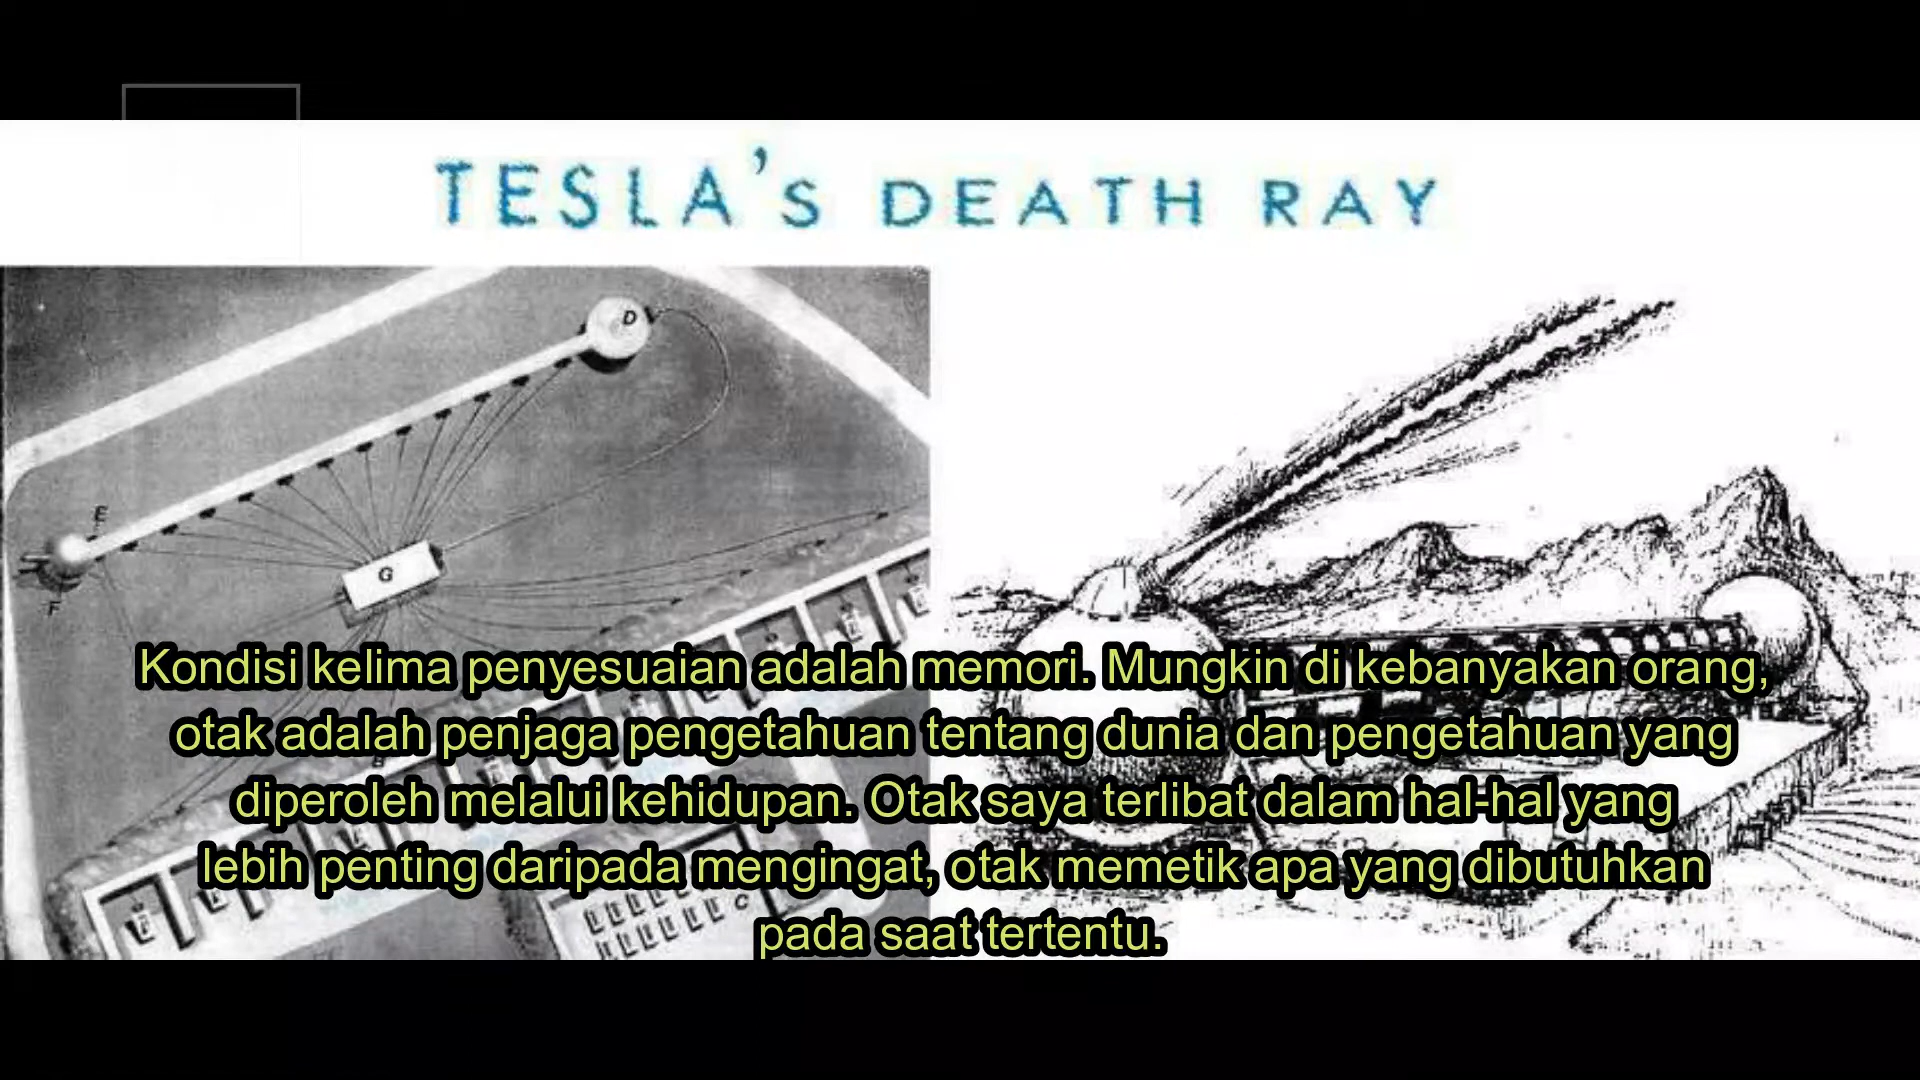 TESLA'S DEATH RAY
D
E
F
G
C
Kondisi kelima penyesuaian adalah memori. Mungkin di kebanyakan orang,
otak adalah penjaga pengetahuan tentang dunia dan pengetahuan yang
diperoleh melalui kehidupan. Otak saya terlibat dalam hal-hal yang
lebih penting daripada mengingat, otak memetik apa yang dibutuhkan
pada saat tertentu.